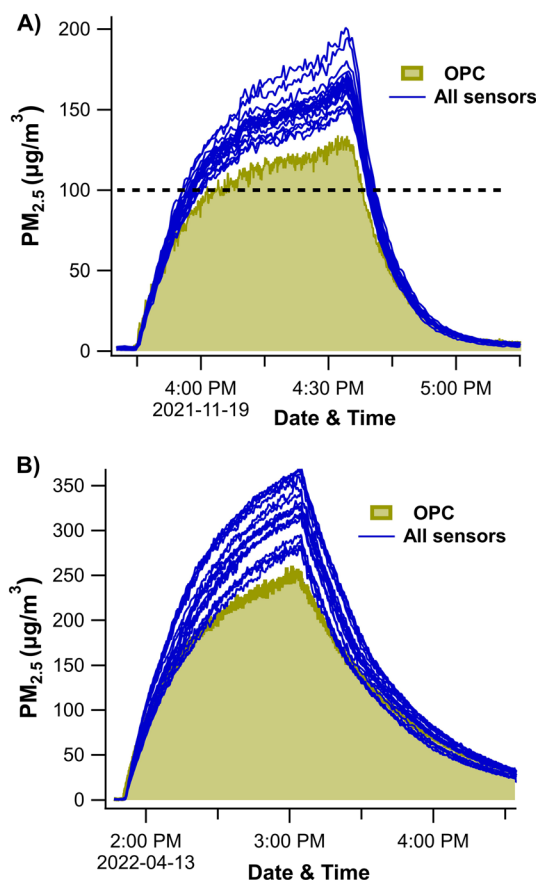 A)
200
150
100
50
0
PM2.5 (µg/m3)
OPC
All sensors
4:00 PM
4:30 PM
5:00 PM
2021-11-19
Date & Time
B)
350
300
250
200
150
100
50
0
PM2.5 (µg/m3)
OPC
All sensors
2:00 PM
3:00 PM
4:00 PM
2022-04-13
Date & Time